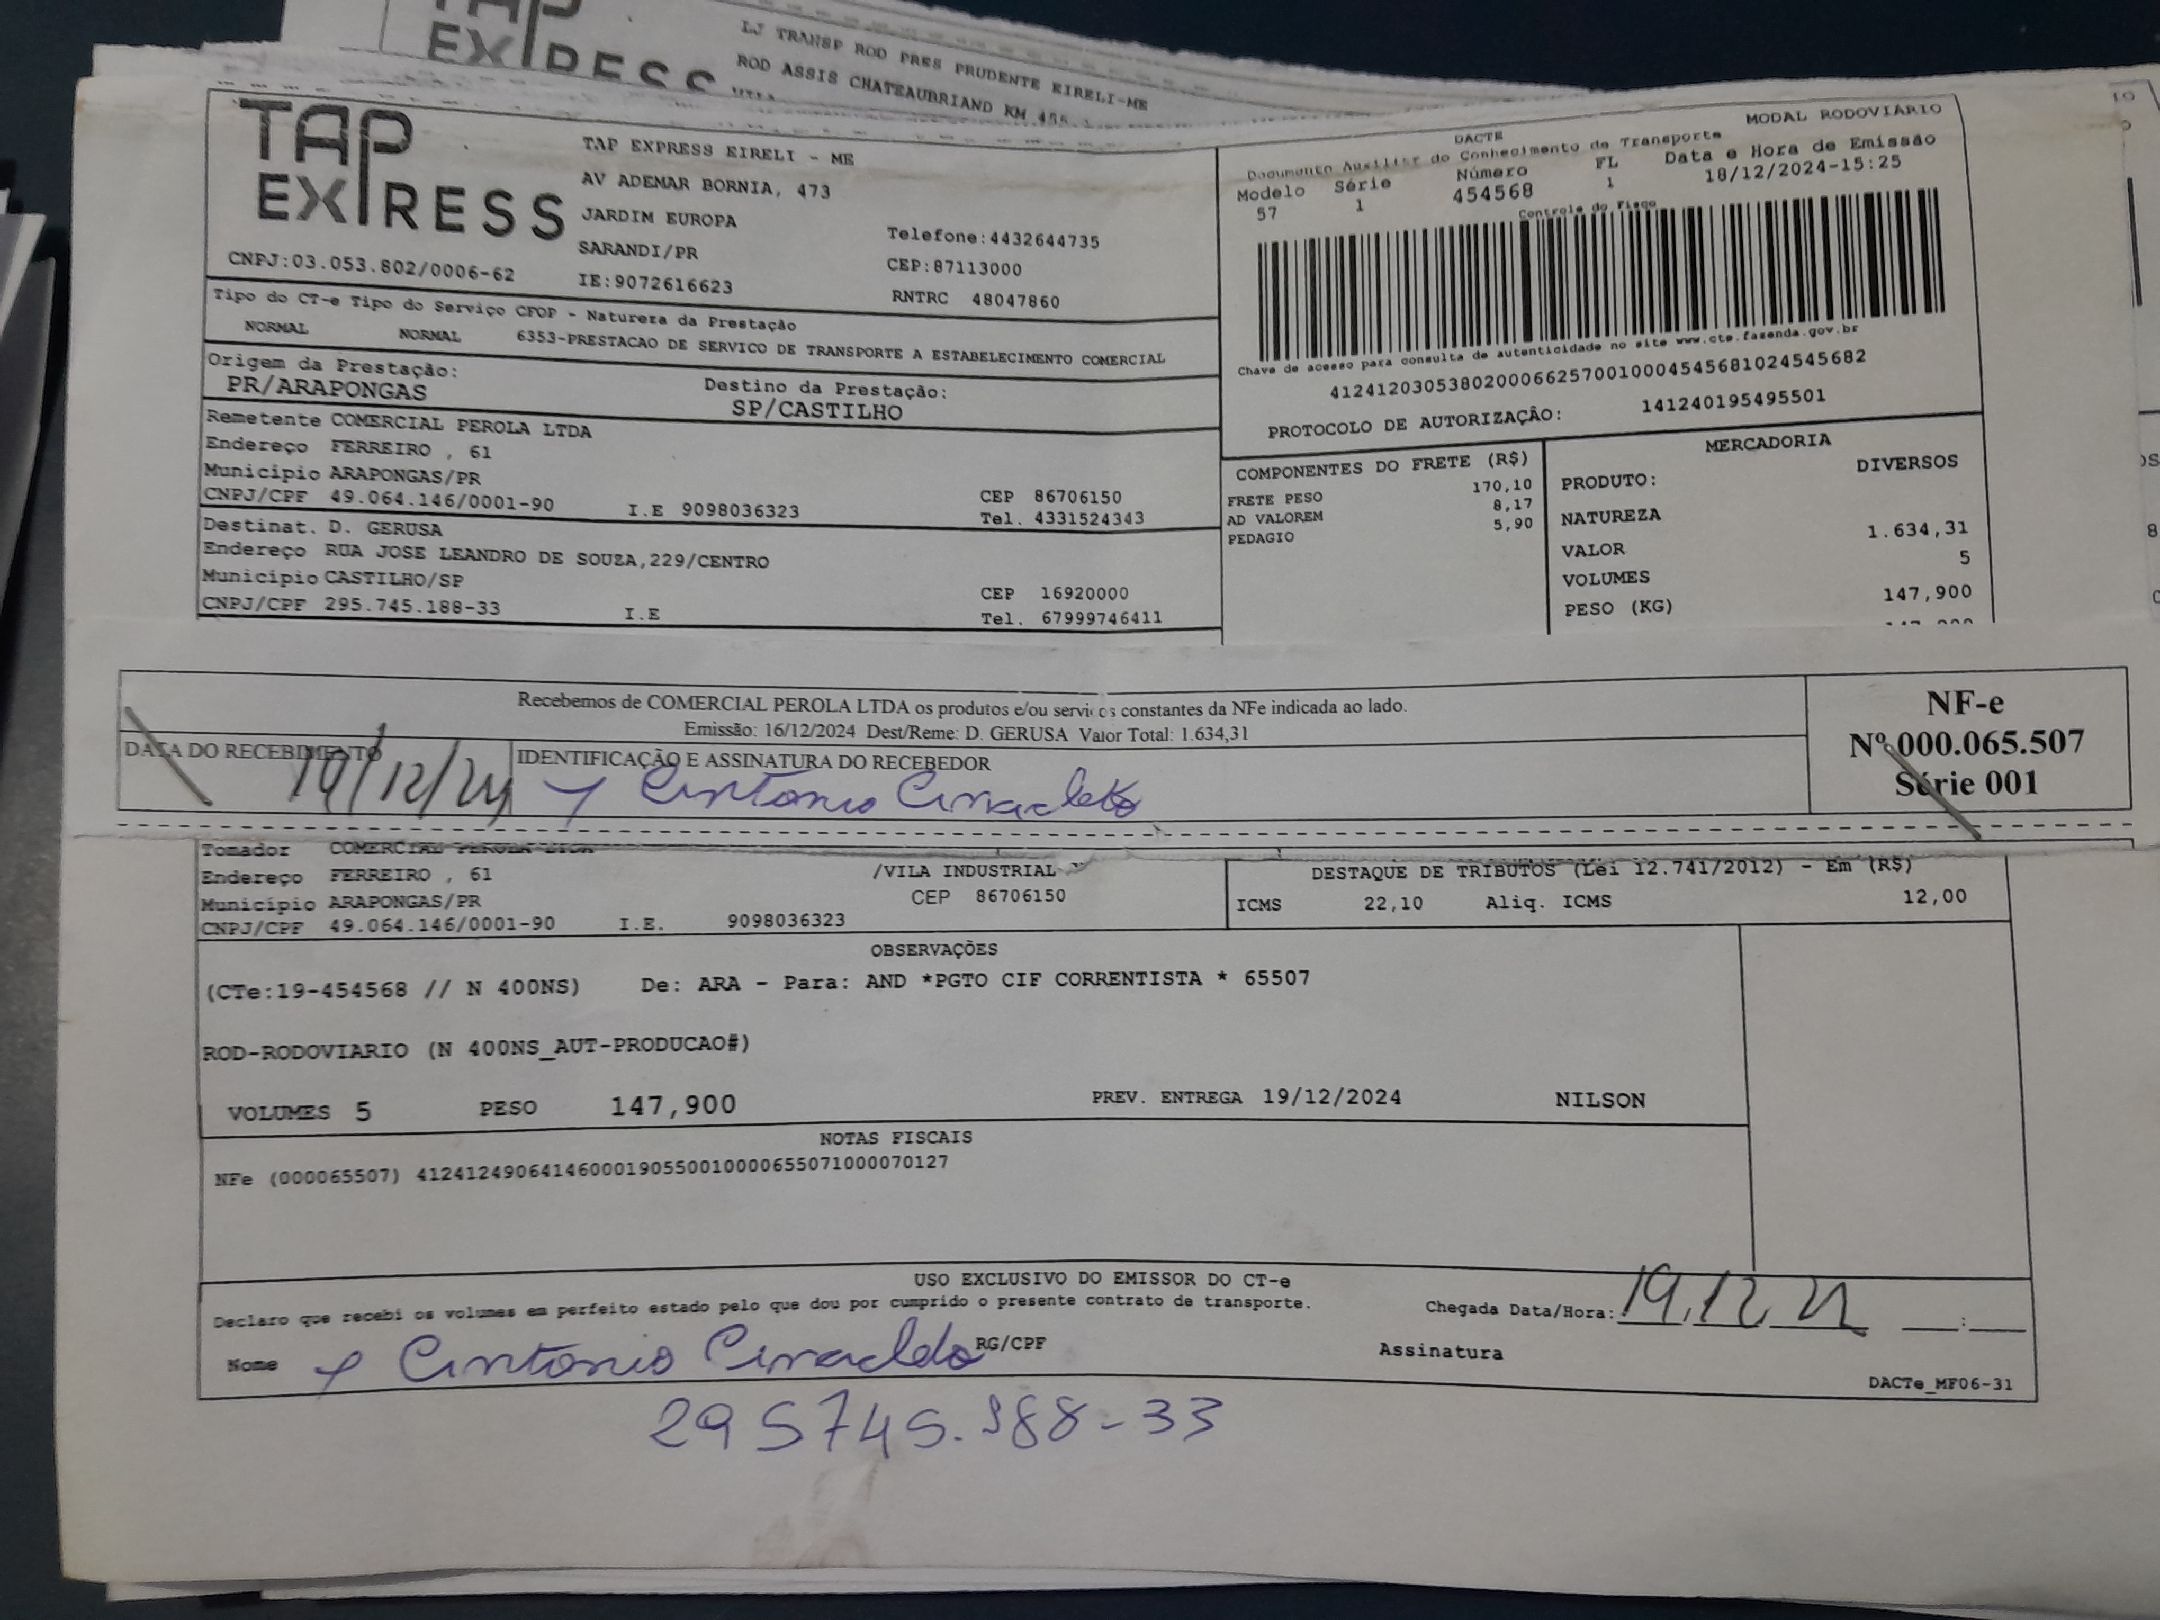 LJ TRANSP ROD PRES PRUDENTE EIRELI-ME
ROD ASSIS CHATEAUBRIAND KM 455
TAP EXPRESS
TAP EXPRESS EIRELI - ME
AV ADEMAR BORNIA, 473
JARDIM EUROPA
SARANDI/PR
Telefone:4432644735
CEP:87113000
CNPJ:03.053.802/0006-62
IE:9072616623
RNTRC 48047860
MODAL RODOVIÁRIO
DACTE
Documento Auxiliar do Conhecimento de Transporte
Modelo Série Número FL Data e Hora de Emissão
57 1 454568 1 18/12/2024-15:25
Controle do Fisco
Chave de acesso para consulta de autenticidade no site www.cte.fazenda.gov.br
41241203053802000662570010004545681024545682
PROTOCOLO DE AUTORIZAÇÃO: 141240195495501
Tipo do CT-e Tipo do Serviço CFOP - Natureza da Prestação
NORMAL NORMAL 6353-PRESTACAO DE SERVICO DE TRANSPORTE A ESTABELECIMENTO COMERCIAL
Origem da Prestação: Destino da Prestação:
PR/ARAPONGAS SP/CASTILHO
Remetente COMERCIAL PEROLA LTDA
Endereço FERREIRO , 61
Município ARAPONGAS/PR CEP 86706150
CNPJ/CPF 49.064.146/0001-90 I.E 9098036323 Tel. 4331524343
Destinat. D. GERUSA
Endereço RUA JOSE LEANDRO DE SOUZA,229/CENTRO
Município CASTILHO/SP CEP 16920000
CNPJ/CPF 295.745.188-33 I.E Tel. 67999746411
COMPONENTES DO FRETE (R$)
FRETE PESO 170,10
AD VALOREM 8,17
PEDAGIO 5,90
MERCADORIA
PRODUTO: DIVERSOS
NATUREZA
VALOR 1.634,31
VOLUMES 5
PESO (KG) 147,900
Recebemos de COMERCIAL PEROLA LTDA os produtos e/ou serviços constantes da NFe indicada ao lado.
Emissão: 16/12/2024 Dest/Reme: D. GERUSA Valor Total: 1.634,31
DATA DO RECEBIMENTO IDENTIFICAÇÃO E ASSINATURA DO RECEBEDOR
19/12/24 Antonio
NF-e
Nº 000.065.507
Série 001
Tomador COMERCIAL PEROLA LTDA
Endereço FERREIRO , 61 /VILA INDUSTRIAL
Município ARAPONGAS/PR CEP 86706150
CNPJ/CPF 49.064.146/0001-90 I.E. 9098036323
DESTAQUE DE TRIBUTOS (Lei 12.741/2012) - Em (R$)
ICMS 22,10 Aliq. ICMS 12,00
OBSERVAÇÕES
(CTe:19-454568 // N 400NS) De: ARA - Para: AND *PGTO CIF CORRENTISTA * 65507
ROD-RODOVIARIO (N 400NS_AUT-PRODUCAO#)
VOLUMES 5 PESO 147,900 PREV. ENTREGA 19/12/2024 NILSON
NOTAS FISCAIS
NFe (000065507) 41241249064146000190550010000655071000070127
USO EXCLUSIVO DO EMISSOR DO CT-e
Declaro que recebi os volumes em perfeito estado pelo que dou por cumprido o presente contrato de transporte.
Chegada Data/Hora: 19.12 __:__
Nome Antonio RG/CPF Assinatura
DACTe_MF06-31
295745.188-33